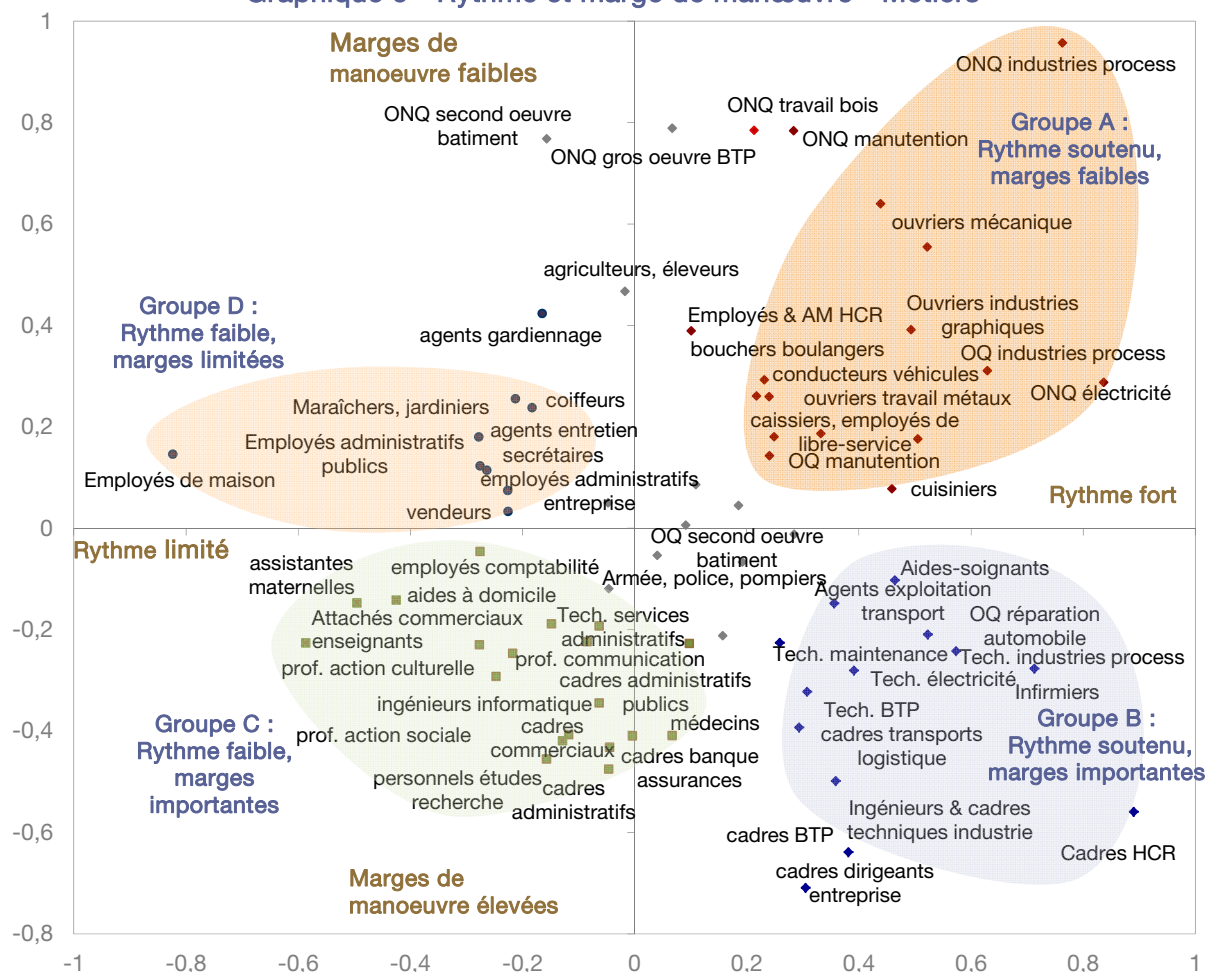 Graphique 6 - Rythme et marge de manœuvre - Métiers
1
0,8
0,6
0,4
0,2
0
-0,2
-0,4
-0,6
-0,8
-1
-0,8
-0,6
-0,4
-0,2
0
0,2
0,4
0,6
0,8
1
Marges de
manoeuvre faibles
ONQ industries process
ONQ second oeuvre
batiment
ONQ travail bois
ONQ gros oeuvre BTP
ONQ manutention
Groupe A :
Rythme soutenu,
marges faibles
ouvriers mécanique
agriculteurs, éleveurs
Groupe D :
Rythme faible,
marges limitées
agents gardiennage
Employés & AM HCR
Ouvriers industries
graphiques
bouchers boulangers
OQ industries process
conducteurs véhicules
ONQ électricité
ouvriers travail métaux
Maraîchers, jardiniers
coiffeurs
caissiers, employés de
libre-service
Employés administratifs
publics
agents entretien
secrétaires
OQ manutention
Employés de maison
employés administratifs
entreprise
cuisiniers
Rythme fort
vendeurs
Rythme limité
OQ second oeuvre
batiment
assistantes
maternelles
employés comptabilité
Armée, police, pompiers
Aides-soignants
aides à domicile
Agents exploitation
transport
Attachés commerciaux
Tech. services
administratifs
OQ réparation
automobile
enseignants
prof. action culturelle
prof. communication
Tech. maintenance
Tech. industries process
cadres administratifs
publics
Tech. électricité
Infirmiers
ingénieurs informatique
Tech. BTP
Groupe C :
Rythme faible,
marges
importantes
prof. action sociale
cadres
commerciaux
médecins
cadres transports
logistique
Groupe B :
Rythme soutenu,
marges importantes
cadres banque
assurances
personnels études
recherche
cadres
administratifs
Ingénieurs & cadres
techniques industrie
cadres BTP
Cadres HCR
cadres dirigeants
entreprise
Marges de
manoeuvre élevées